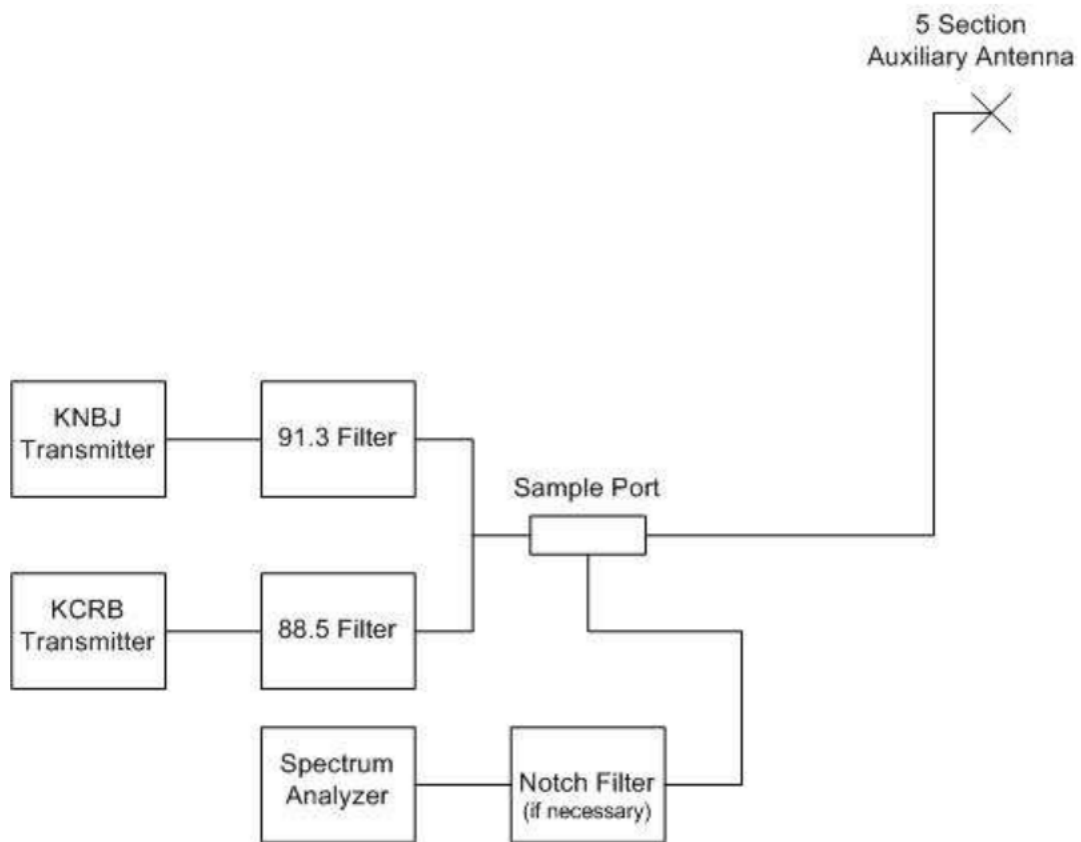 5 Section
Auxiliary Antenna
KNBJ
Transmitter
91.3 Filter
Sample Port
KCRB
Transmitter
88.5 Filter
Spectrum
Analyzer
Notch Filter
(if necessary)